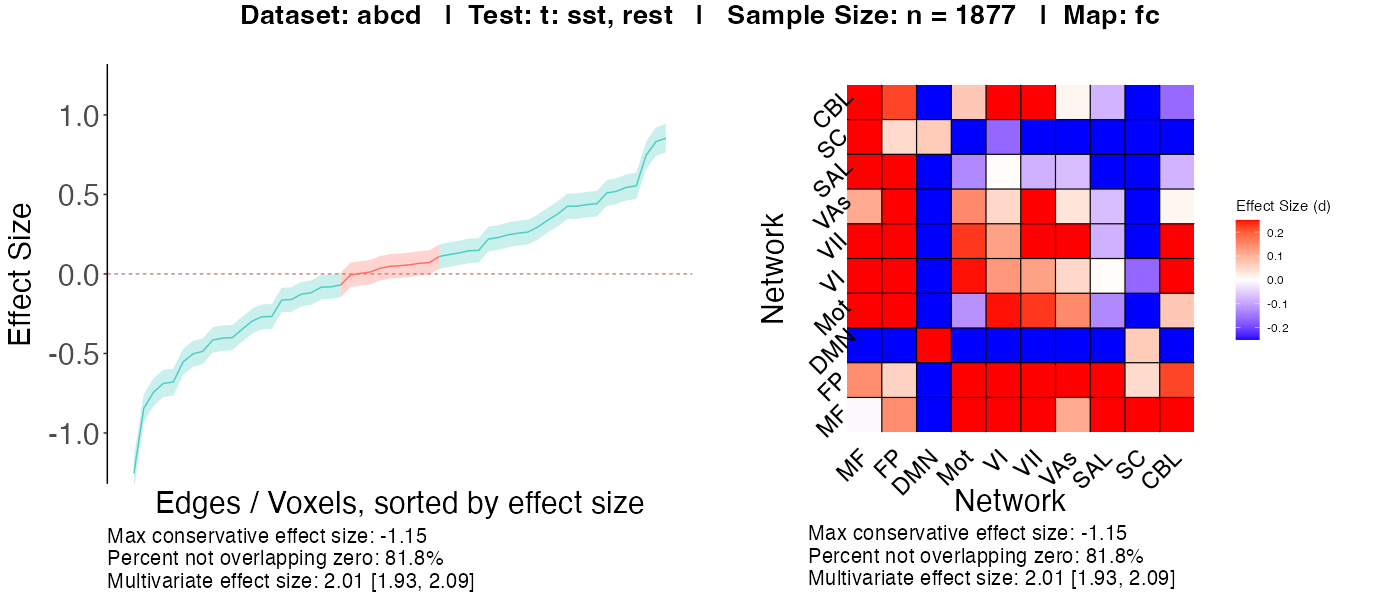 Dataset: abcd | Test: t: sst, rest | Sample Size: n = 1877 | Map: fc
Effect Size
1.0
0.5
0.0
-0.5
-1.0
Edges / Voxels, sorted by effect size
Max conservative effect size: -1.15
Percent not overlapping zero: 81.8%
Multivariate effect size: 2.01 [1.93, 2.09]
Network
CBL
SC
SAL
VAs
VII
VI
Mot
DMN
FP
MF
MF FP DMN Mot VI VII VAs SAL SC CBL
Network
Max conservative effect size: -1.15
Percent not overlapping zero: 81.8%
Multivariate effect size: 2.01 [1.93, 2.09]
Effect Size (d)
0.2
0.1
0.0
-0.1
-0.2